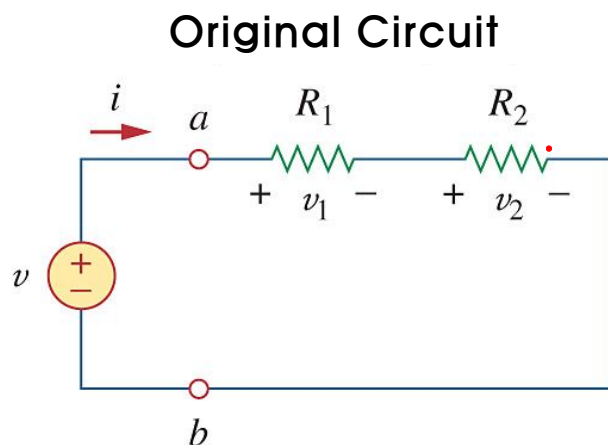 Original Circuit
i
a
R₁
R₂
+ v₁ − + v₂ −
v
+
−
b